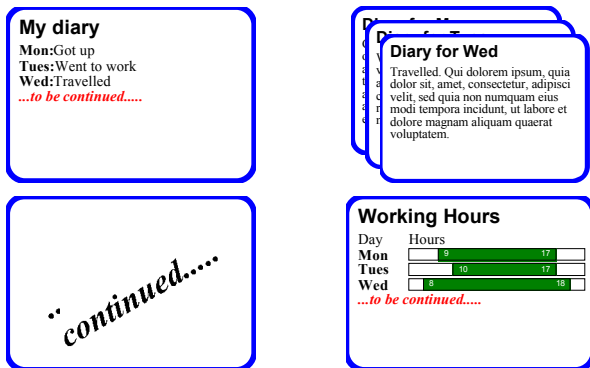 My diary
Mon:Got up
Tues:Went to work
Wed:Travelled
...to be continued.....
Diary for Wed
Travelled. Qui dolorem ipsum, quia
dolor sit, amet, consectetur, adipisci
velit, sed quia non numquam eius
modi tempora incidunt, ut labore et
dolore magnam aliquam quaerat
voluptatem.
continued.....
Working Hours
Day Hours
Mon 9 17
Tues 10 17
Wed 8 18
...to be continued.....